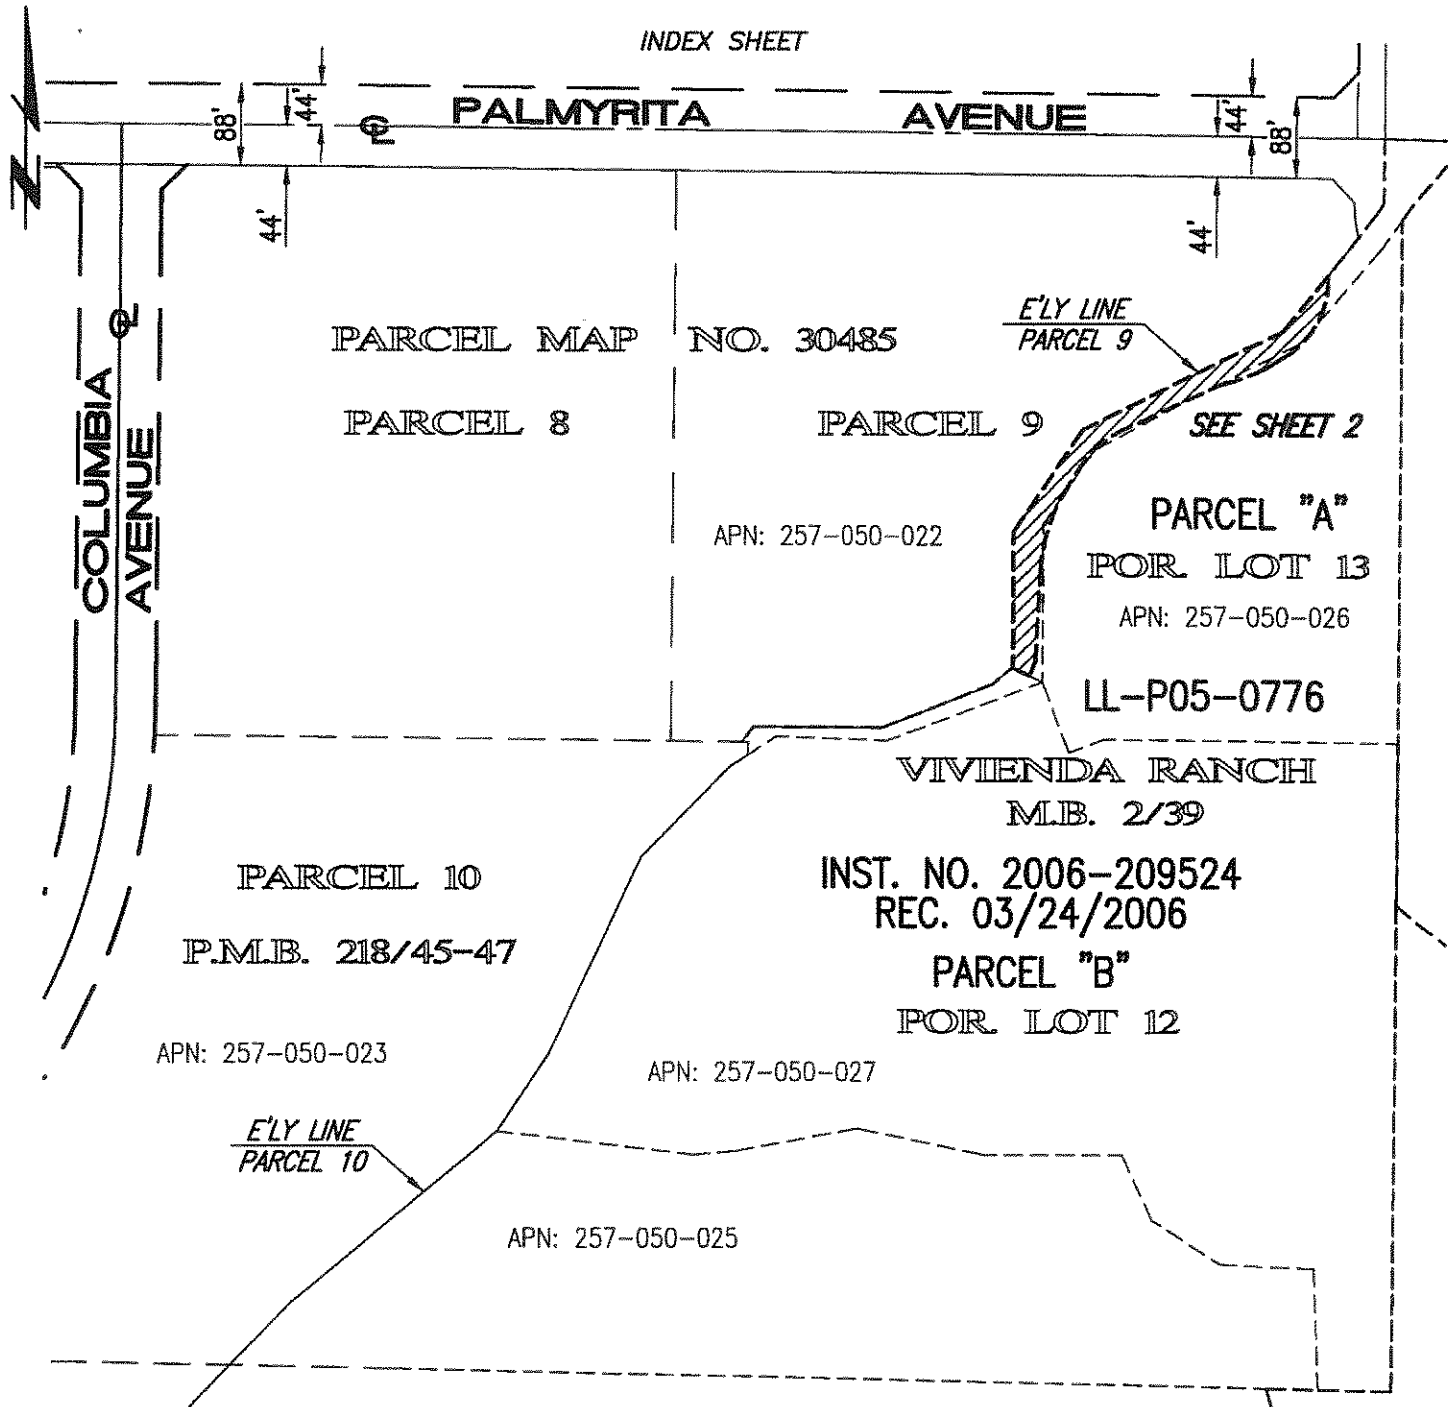 INDEX SHEET
PALMYRITA AVENUE
88'
44'
44'
44'
88'
44'
N
CL
E'LY LINE
PARCEL 9
PARCEL MAP NO. 30485
PARCEL 8
PARCEL 9
SEE SHEET 2
CL
COLUMBIA
AVENUE
PARCEL "A"
APN: 257-050-022
POR. LOT 13
APN: 257-050-026
LL-P05-0776
VIVIENDA RANCH
M.B. 2/39
PARCEL 10
P.M.B. 218/45-47
INST. NO. 2006-209524
REC. 03/24/2006
PARCEL "B"
POR. LOT 12
APN: 257-050-023
APN: 257-050-027
E'LY LINE
PARCEL 10
APN: 257-050-025